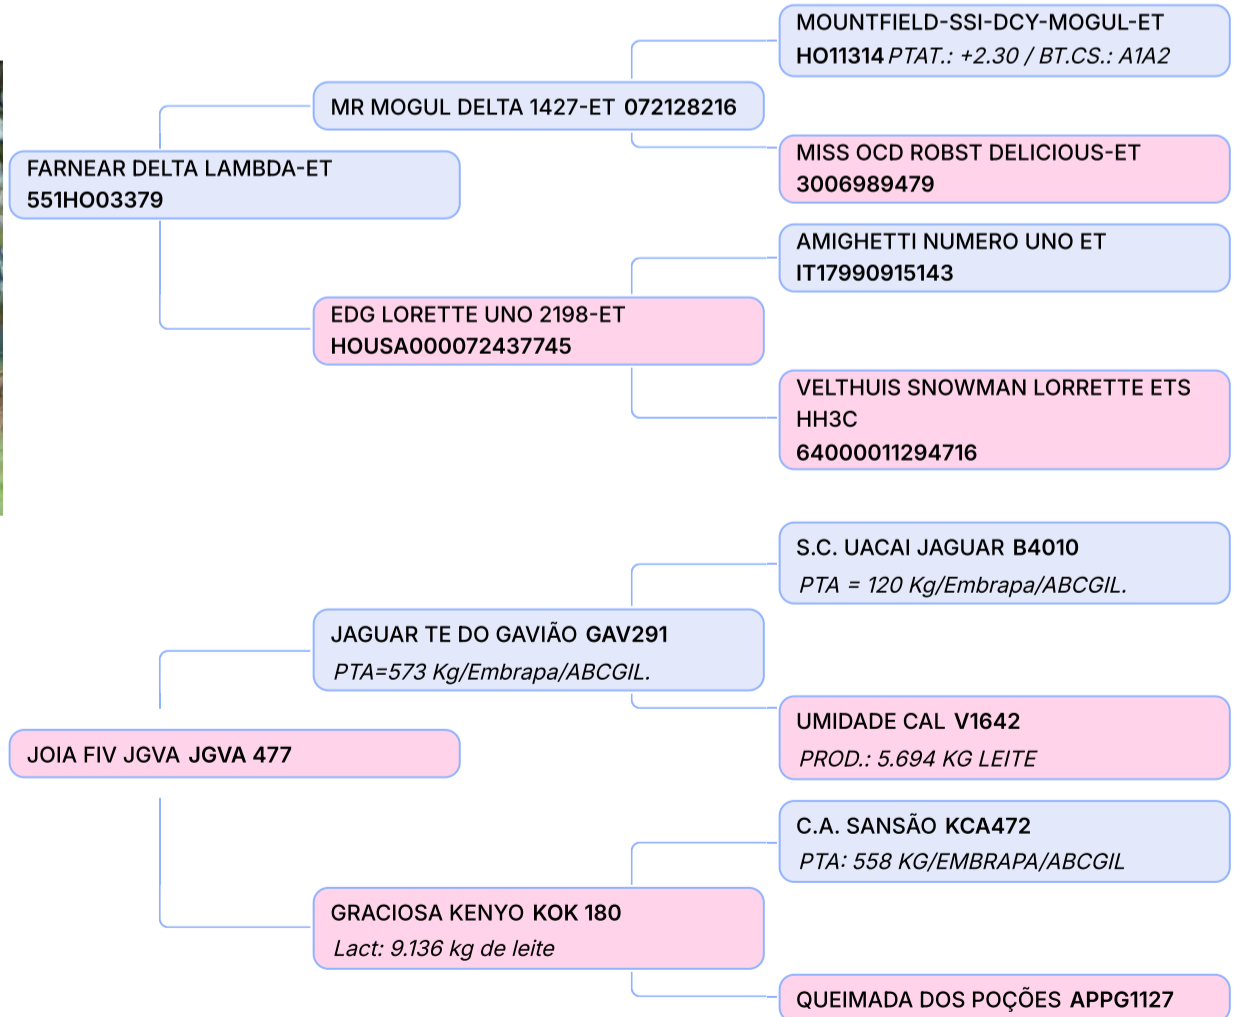 MOUNTFIELD-SSI-DCY-MOGUL-ET
HO11314 PTAT.: +2.30 / BT.CS.: A1A2
MR MOGUL DELTA 1427-ET 072128216
MISS OCD ROBST DELICIOUS-ET
3006989479
FARNEAR DELTA LAMBDA-ET
551HO03379
AMIGHETTI NUMERO UNO ET
IT17990915143
EDG LORETTE UNO 2198-ET
HOUSA000072437745
VELTHUIS SNOWMAN LORRETTE ETS
HH3C
64000011294716
S.C. UACAI JAGUAR B4010
PTA = 120 Kg/Embrapa/ABCGIL.
JAGUAR TE DO GAVIÃO GAV291
PTA=573 Kg/Embrapa/ABCGIL.
UMIDADE CAL V1642
PROD.: 5.694 KG LEITE
JOIA FIV JGVA JGVA 477
C.A. SANSÃO KCA472
PTA: 558 KG/EMBRAPA/ABCGIL
GRACIOSA KENYO KOK 180
Lact: 9.136 kg de leite
QUEIMADA DOS POÇÕES APPG1127